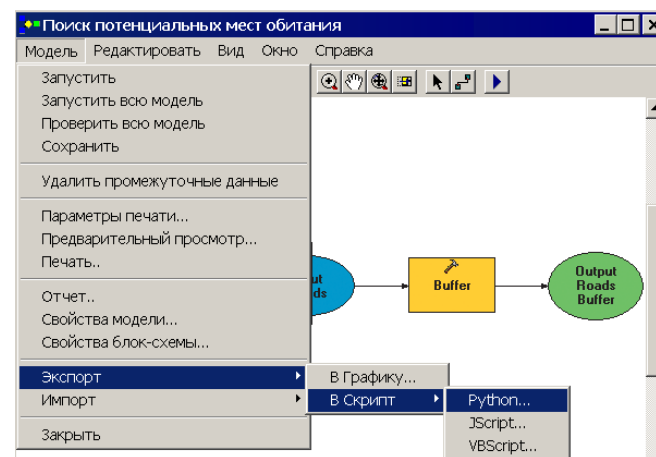 Поиск потенциальных мест обитания
Модель Редактировать Вид Окно Справка
Запустить
Запустить всю модель
Проверить всю модель
Сохранить
Удалить промежуточные данные
Параметры печати...
Предварительный просмотр...
Печать..
Отчет..
Свойства модели...
Свойства блок-схемы...
Экспорт
Импорт
Закрыть
В Графику...
В Скрипт
Python...
JScript...
VBScript...
ut
ds
Buffer
Output
Roads
Buffer